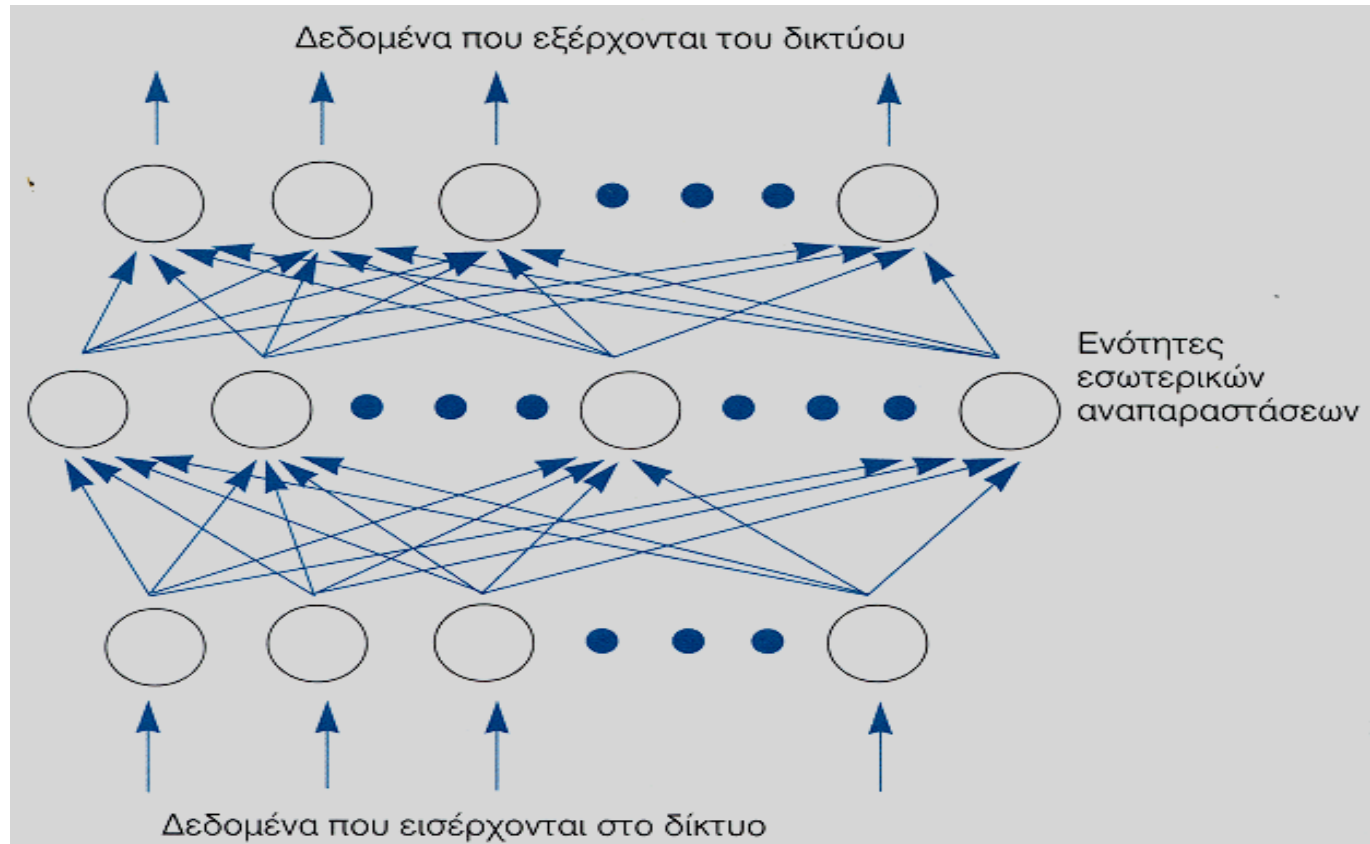 Δεδομένα που εξέρχονται του δικτύου
Ενότητες
εσωτερικών
αναπαραστάσεων
Δεδομένα που εισέρχονται στο δίκτυο